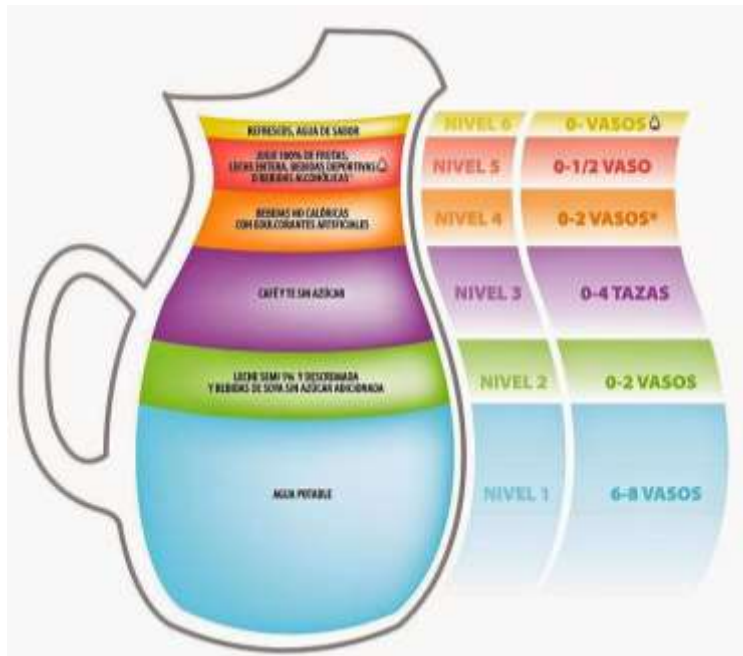 REFRESCOS, AGUA DE SABOR
NIVEL 6
0- VASOS
JUGO 100% DE FRUTAS,
LECHE ENTERA, BEBIDAS DEPORTIVAS
O BEBIDAS ALCOHÓLICAS*
NIVEL 5
0-1/2 VASO
BEBIDAS NO CALÓRICAS
CON EDULCORANTES ARTIFICIALES
NIVEL 4
0-2 VASOS*
CAFÉ Y TE SIN AZÚCAR
NIVEL 3
0-4 TAZAS
LECHE SEMI 1% Y DESCREMADA
Y BEBIDAS DE SOYA SIN AZÚCAR ADICIONADA
NIVEL 2
0-2 VASOS
AGUA POTABLE
NIVEL 1
6-8 VASOS